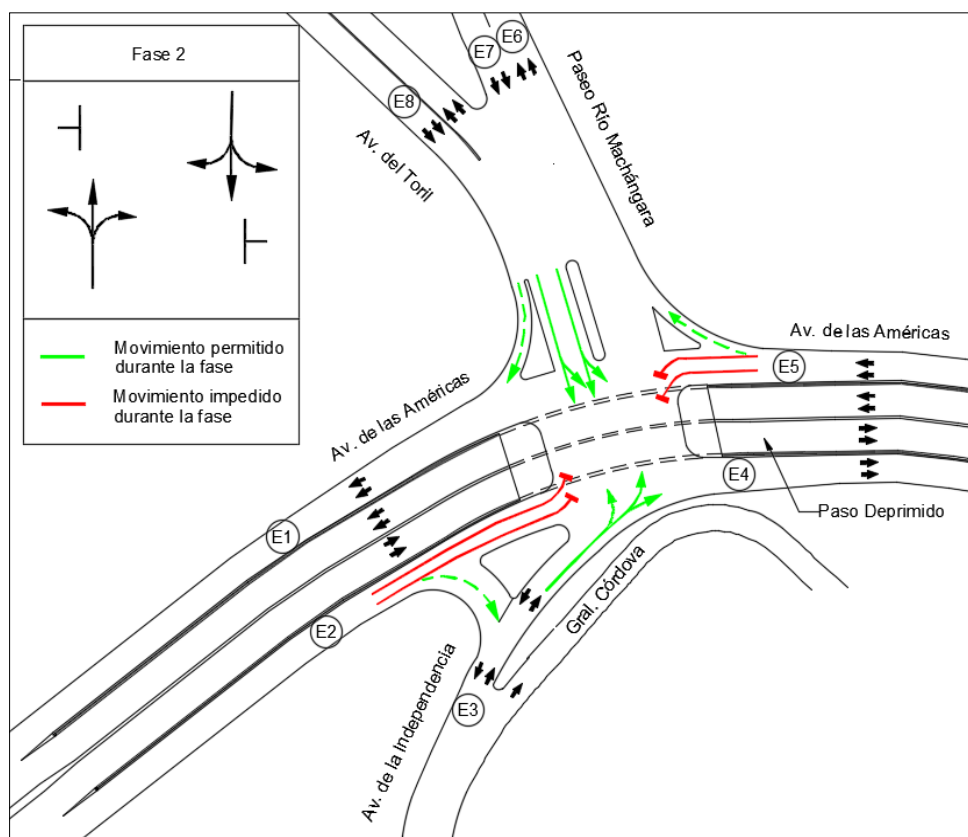 Fase 2
Movimiento permitido
durante la fase
Movimiento impedido
durante la fase
E7
E6
E8
Paseo Río Machángara
Av. del Toril
Av. de las Américas
E5
Av. de las Américas
E4
Paso Deprimido
E1
E2
Gral. Córdova
Av. de la Independencia
E3